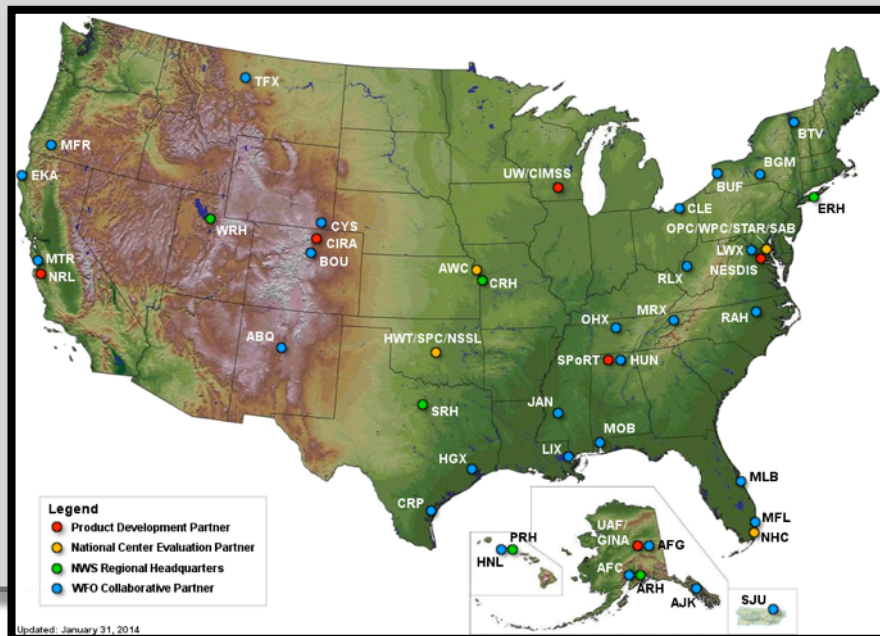 TFX
BTV
MFR
BGM
UW/CIMSS
EKA
BUF
ERH
CLE
WRH
CYS
OPC/WPC/STAR/SAB
CIRA
LWX
MTR
BOU
AWC
NESDIS
NRL
CRH
RLX
MRX
RAH
OHX
ABQ
HWT/SPC/NSSL
SPoRT
HUN
SRH
JAN
MOB
LIX
HGX
MLB
CRP
Legend
Product Development Partner
National Center Evaluation Partner
NWS Regional Headquarters
WFO Collaborative Partner
MFL
NHC
UAF/
GINA
AFG
PRH
HNL
AFC
ARH
AJK
SJU
Updated: January 31, 2014